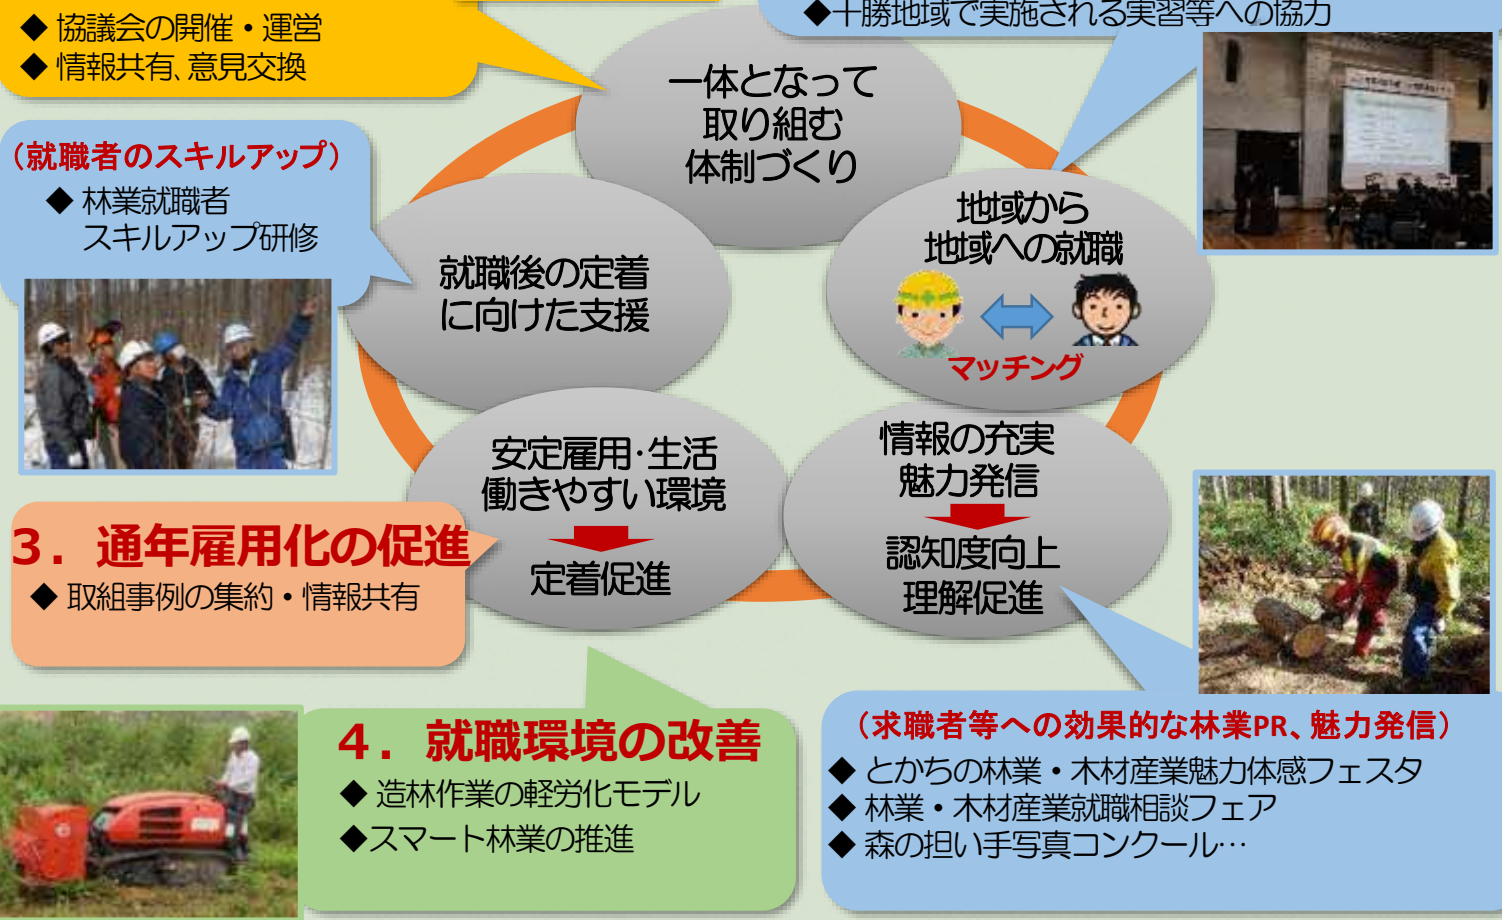 ◆ 協議会の開催・運営
◆ 情報共有、意見交換
◆十勝地域で実施される実習等への協力
一体となって
取り組む
体制づくり
（就職者のスキルアップ）
◆ 林業就職者
スキルアップ研修
地域から
地域への就職
マッチング
就職後の定着
に向けた支援
安定雇用・生活
働きやすい環境
定着促進
情報の充実
魅力発信
認知度向上
理解促進
3．通年雇用化の促進
◆ 取組事例の集約・情報共有
4．就職環境の改善
◆ 造林作業の軽労化モデル
◆スマート林業の推進
（求職者等への効果的な林業PR、魅力発信）
◆ とかちの林業・木材産業魅力体感フェスタ
◆ 林業・木材産業就職相談フェア
◆ 森の担い手写真コンクール…